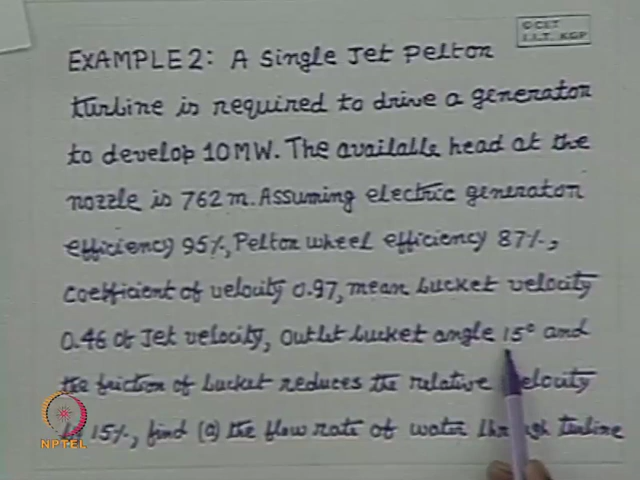 ©CET
I.I.T. KGP
EXAMPLE 2: A Single Jet Pelton
turbine is required to drive a generator
to develop 10 MW. The available head at the
nozzle is 762 m. Assuming electric generator
efficiency 95%, Pelton wheel efficiency 87%,
coefficient of velocity 0.97, mean bucket velocity
0.46 of Jet velocity, outlet bucket angle 15° and
the friction of bucket reduces the relative velocity
15%, find (a) the flow rate of water through turbine
NPTEL